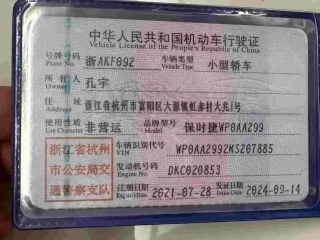 中华人民共和国机动车行驶证
Vehicle License of the People's Republic of China
号牌号码 浙AKF092 车辆类型 小型轿车
Plate No. Vehicle Type
所有人 孔宇
Owner
住址 浙江省杭州市富阳区大源镇虹赤村大兆1号
Address
使用性质 非营运 品牌型号 保时捷WP0AA299
Use Character Model
浙江省杭州 车辆识别代号 WP0AA2992MS207885
VIN
市公安局交 发动机号码 DKC020853
Engine No.
通警察支队 注册日期 2021-07-28 发证日期 2024-09-14
Register Date Issue Date